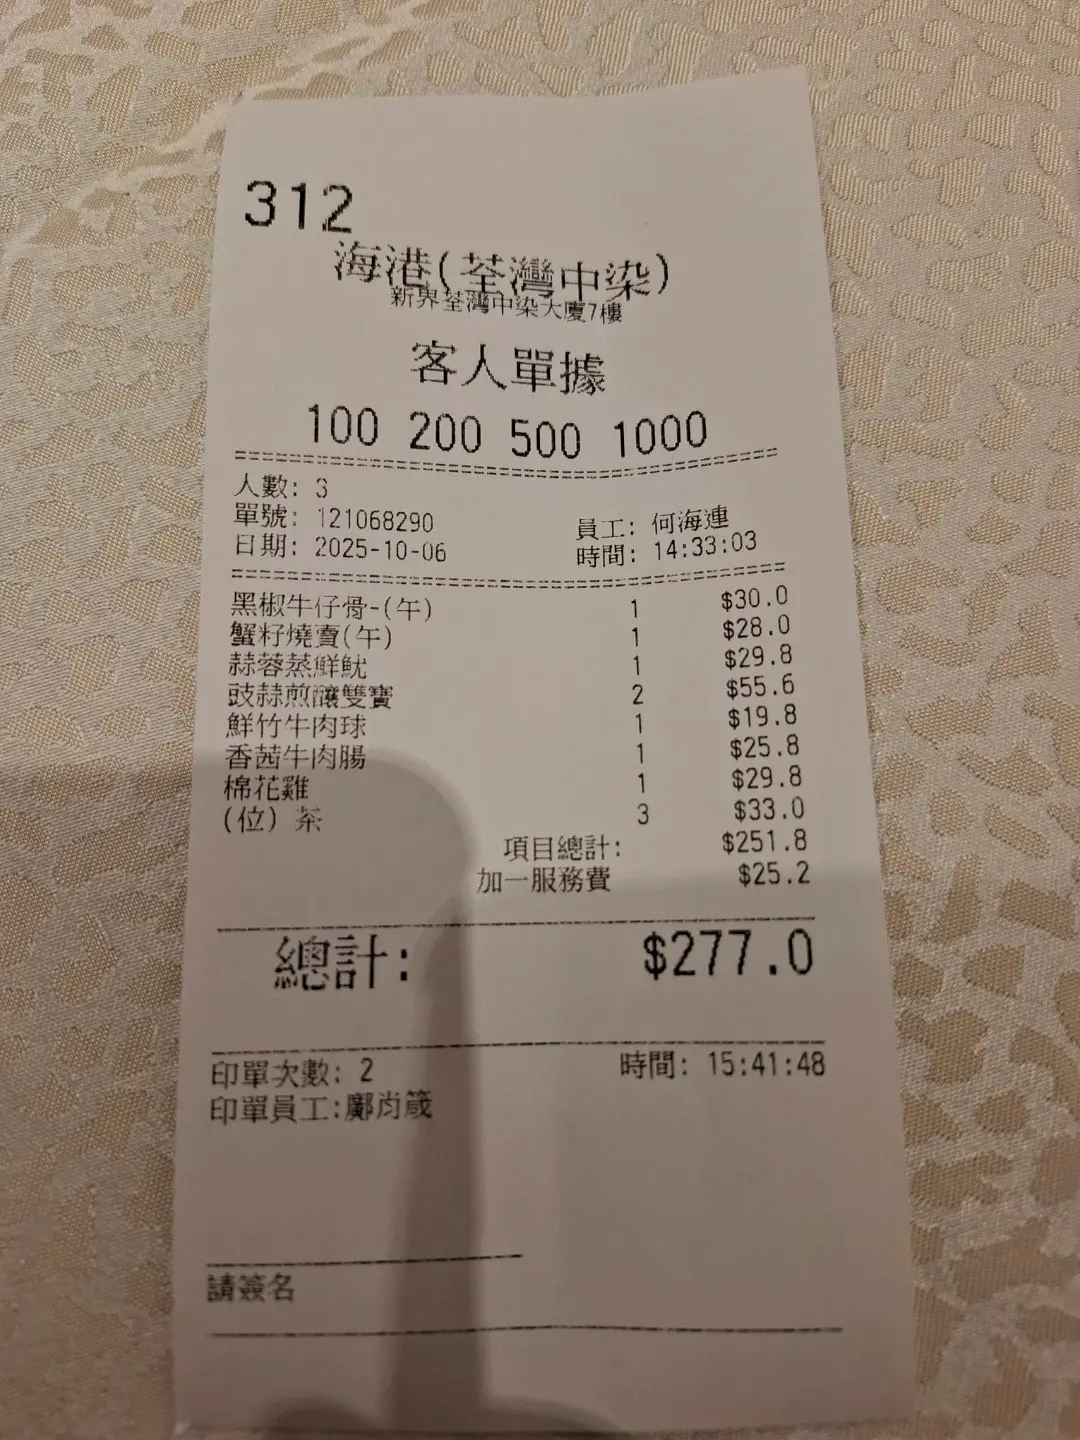 312
海港(荃灣中染)
新界荃灣中染大廈7樓
客人單據
100 200 500 1000
人數: 3
單號: 121068290 員工: 何海連
日期: 2025-10-06 時間: 14:33:03
黑椒牛仔骨-(午) 1 $30.0
蟹籽燒賣(午) 1 $28.0
蒜蓉蒸鮮魷 1 $29.8
豉蒜煎釀雙寶 2 $55.6
鮮竹牛肉球 1 $19.8
香茜牛肉腸 1 $25.8
棉花雞 1 $29.8
(位) 茶 3 $33.0
項目總計: $251.8
加一服務費 $25.2
總計: $277.0
印單次數: 2 時間: 15:41:48
印單員工:鄺肖箴
請簽名